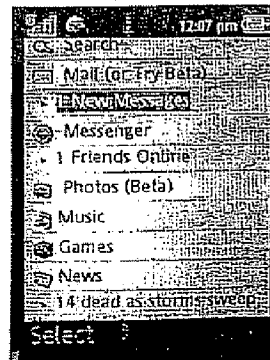 12:07 pm
Search
Mail (or Try Beta)
1 New Messages
Messenger
1 Friends Online
Photos (Beta)
Music
Games
News
14 dead as storms sweep
Select